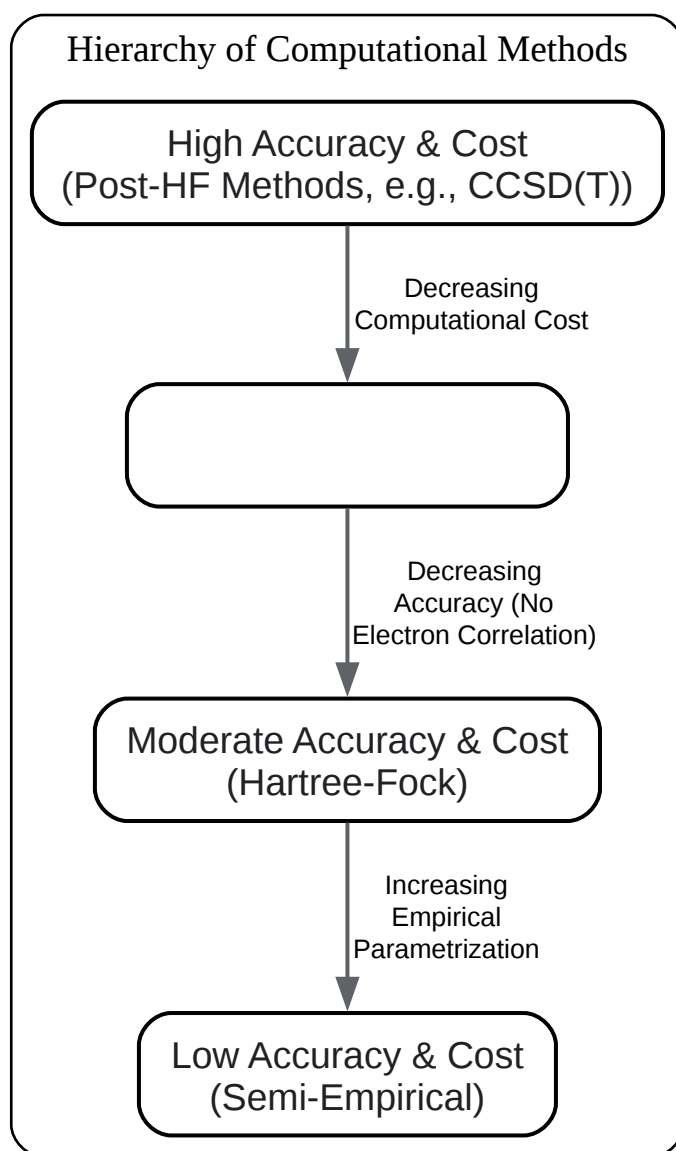 Hierarchy of Computational Methods
High Accuracy & Cost
(Post-HF Methods, e.g., CCSD(T))
Decreasing
Computational Cost
Decreasing
Accuracy (No
Electron Correlation)
Moderate Accuracy & Cost
(Hartree-Fock)
Increasing
Empirical
Parametrization
Low Accuracy & Cost
(Semi-Empirical)